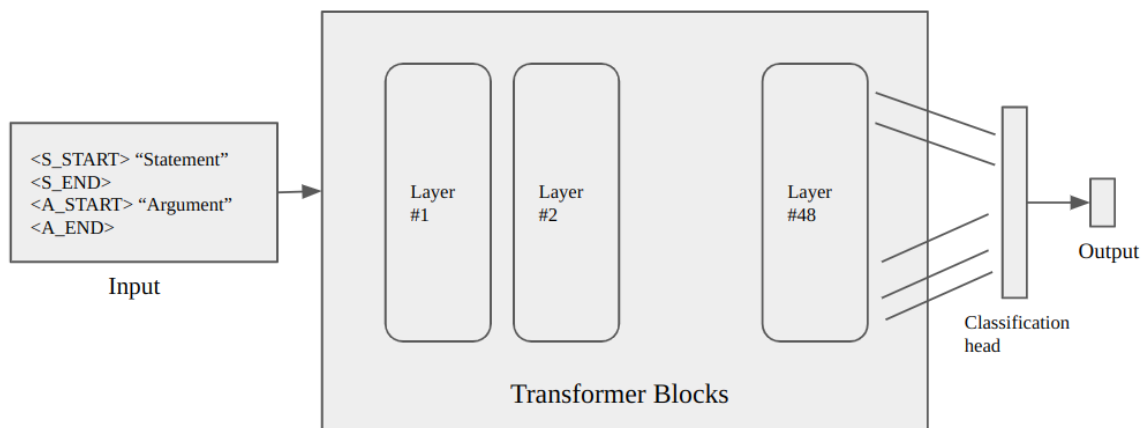 <S_START> “Statement”
<S_END>
<A_START> “Argument”
<A_END>
Input
Layer
#1
Layer
#2
Layer
#48
Transformer Blocks
Classification
head
Output